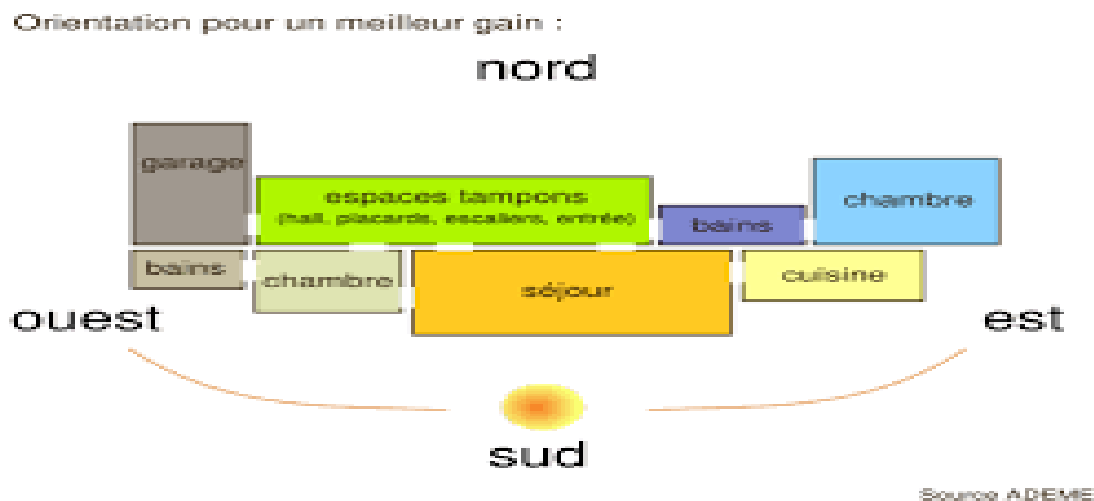 Orientation pour un meilleur gain :
nord
garage
espaces tampons
(hall, placards, escaliers, entrée)
bains
chambre
bains
chambre
séjour
cuisine
ouest
est
sud
Source ADEME